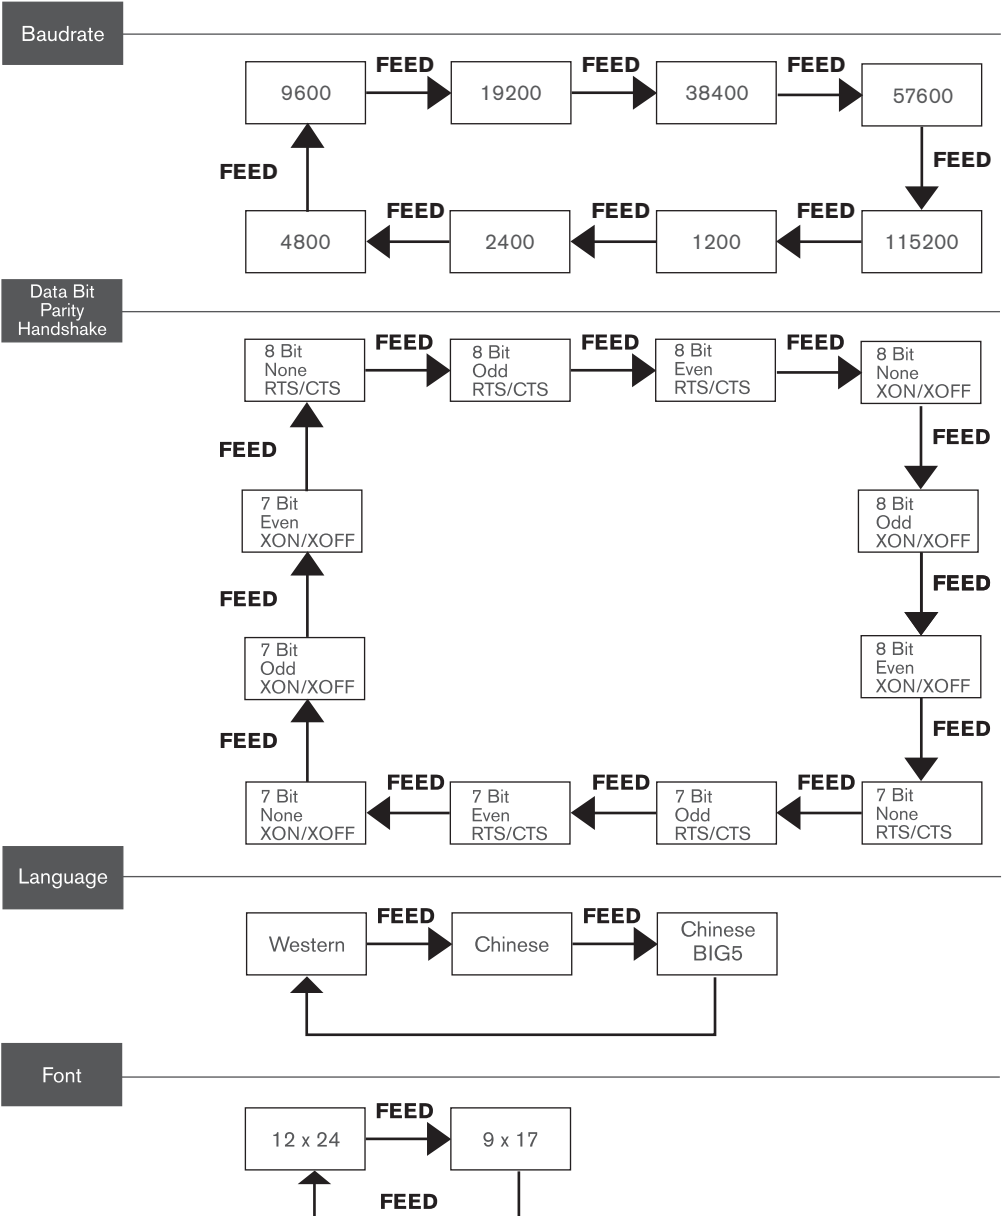 Baudrate
FEED FEED FEED
9600 19200 38400 57600
FEED FEED
FEED FEED FEED
4800 2400 1200 115200
Data Bit
Parity
Handshake
FEED FEED FEED
8 Bit
None
RTS/CTS
8 Bit
Odd
RTS/CTS
8 Bit
Even
RTS/CTS
8 Bit
None
XON/XOFF
FEED FEED
7 Bit
Even
XON/XOFF
8 Bit
Odd
XON/XOFF
FEED FEED
7 Bit
Odd
XON/XOFF
8 Bit
Even
XON/XOFF
FEED FEED
FEED FEED FEED
7 Bit
None
XON/XOFF
7 Bit
Even
RTS/CTS
7 Bit
Odd
RTS/CTS
7 Bit
None
RTS/CTS
Language
FEED FEED
Western Chinese Chinese
BIG5
Font
FEED
12 x 24 9 x 17
FEED